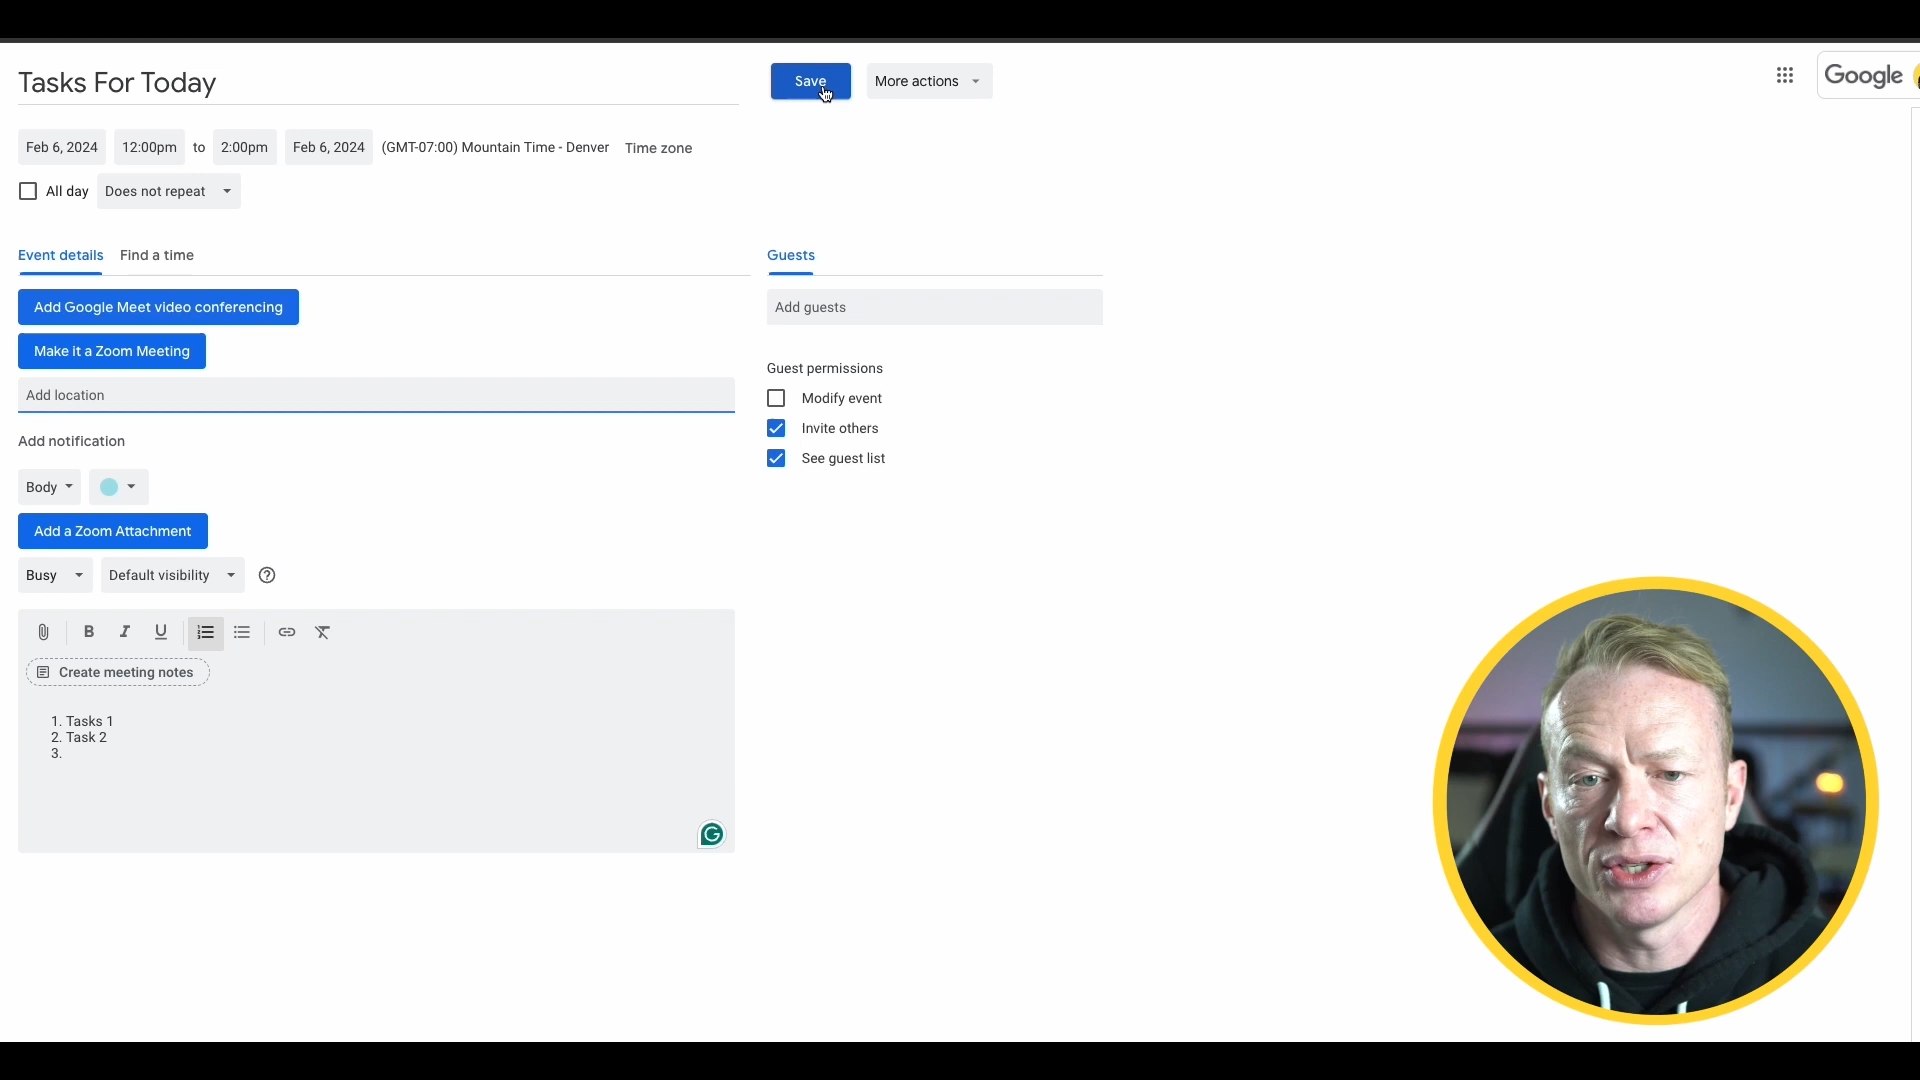 Tasks For Today
Save
More actions
Google
Feb 6, 2024 12:00pm to 2:00pm Feb 6, 2024 (GMT-07:00) Mountain Time - Denver Time zone
All day Does not repeat
Event details Find a time
Guests
Add Google Meet video conferencing
Add guests
Make it a Zoom Meeting
Guest permissions
Add location
Modify event
Invite others
Add notification
See guest list
Body
Add a Zoom Attachment
Busy Default visibility
B I U
Create meeting notes
1. Tasks 1
2. Task 2
3.
G